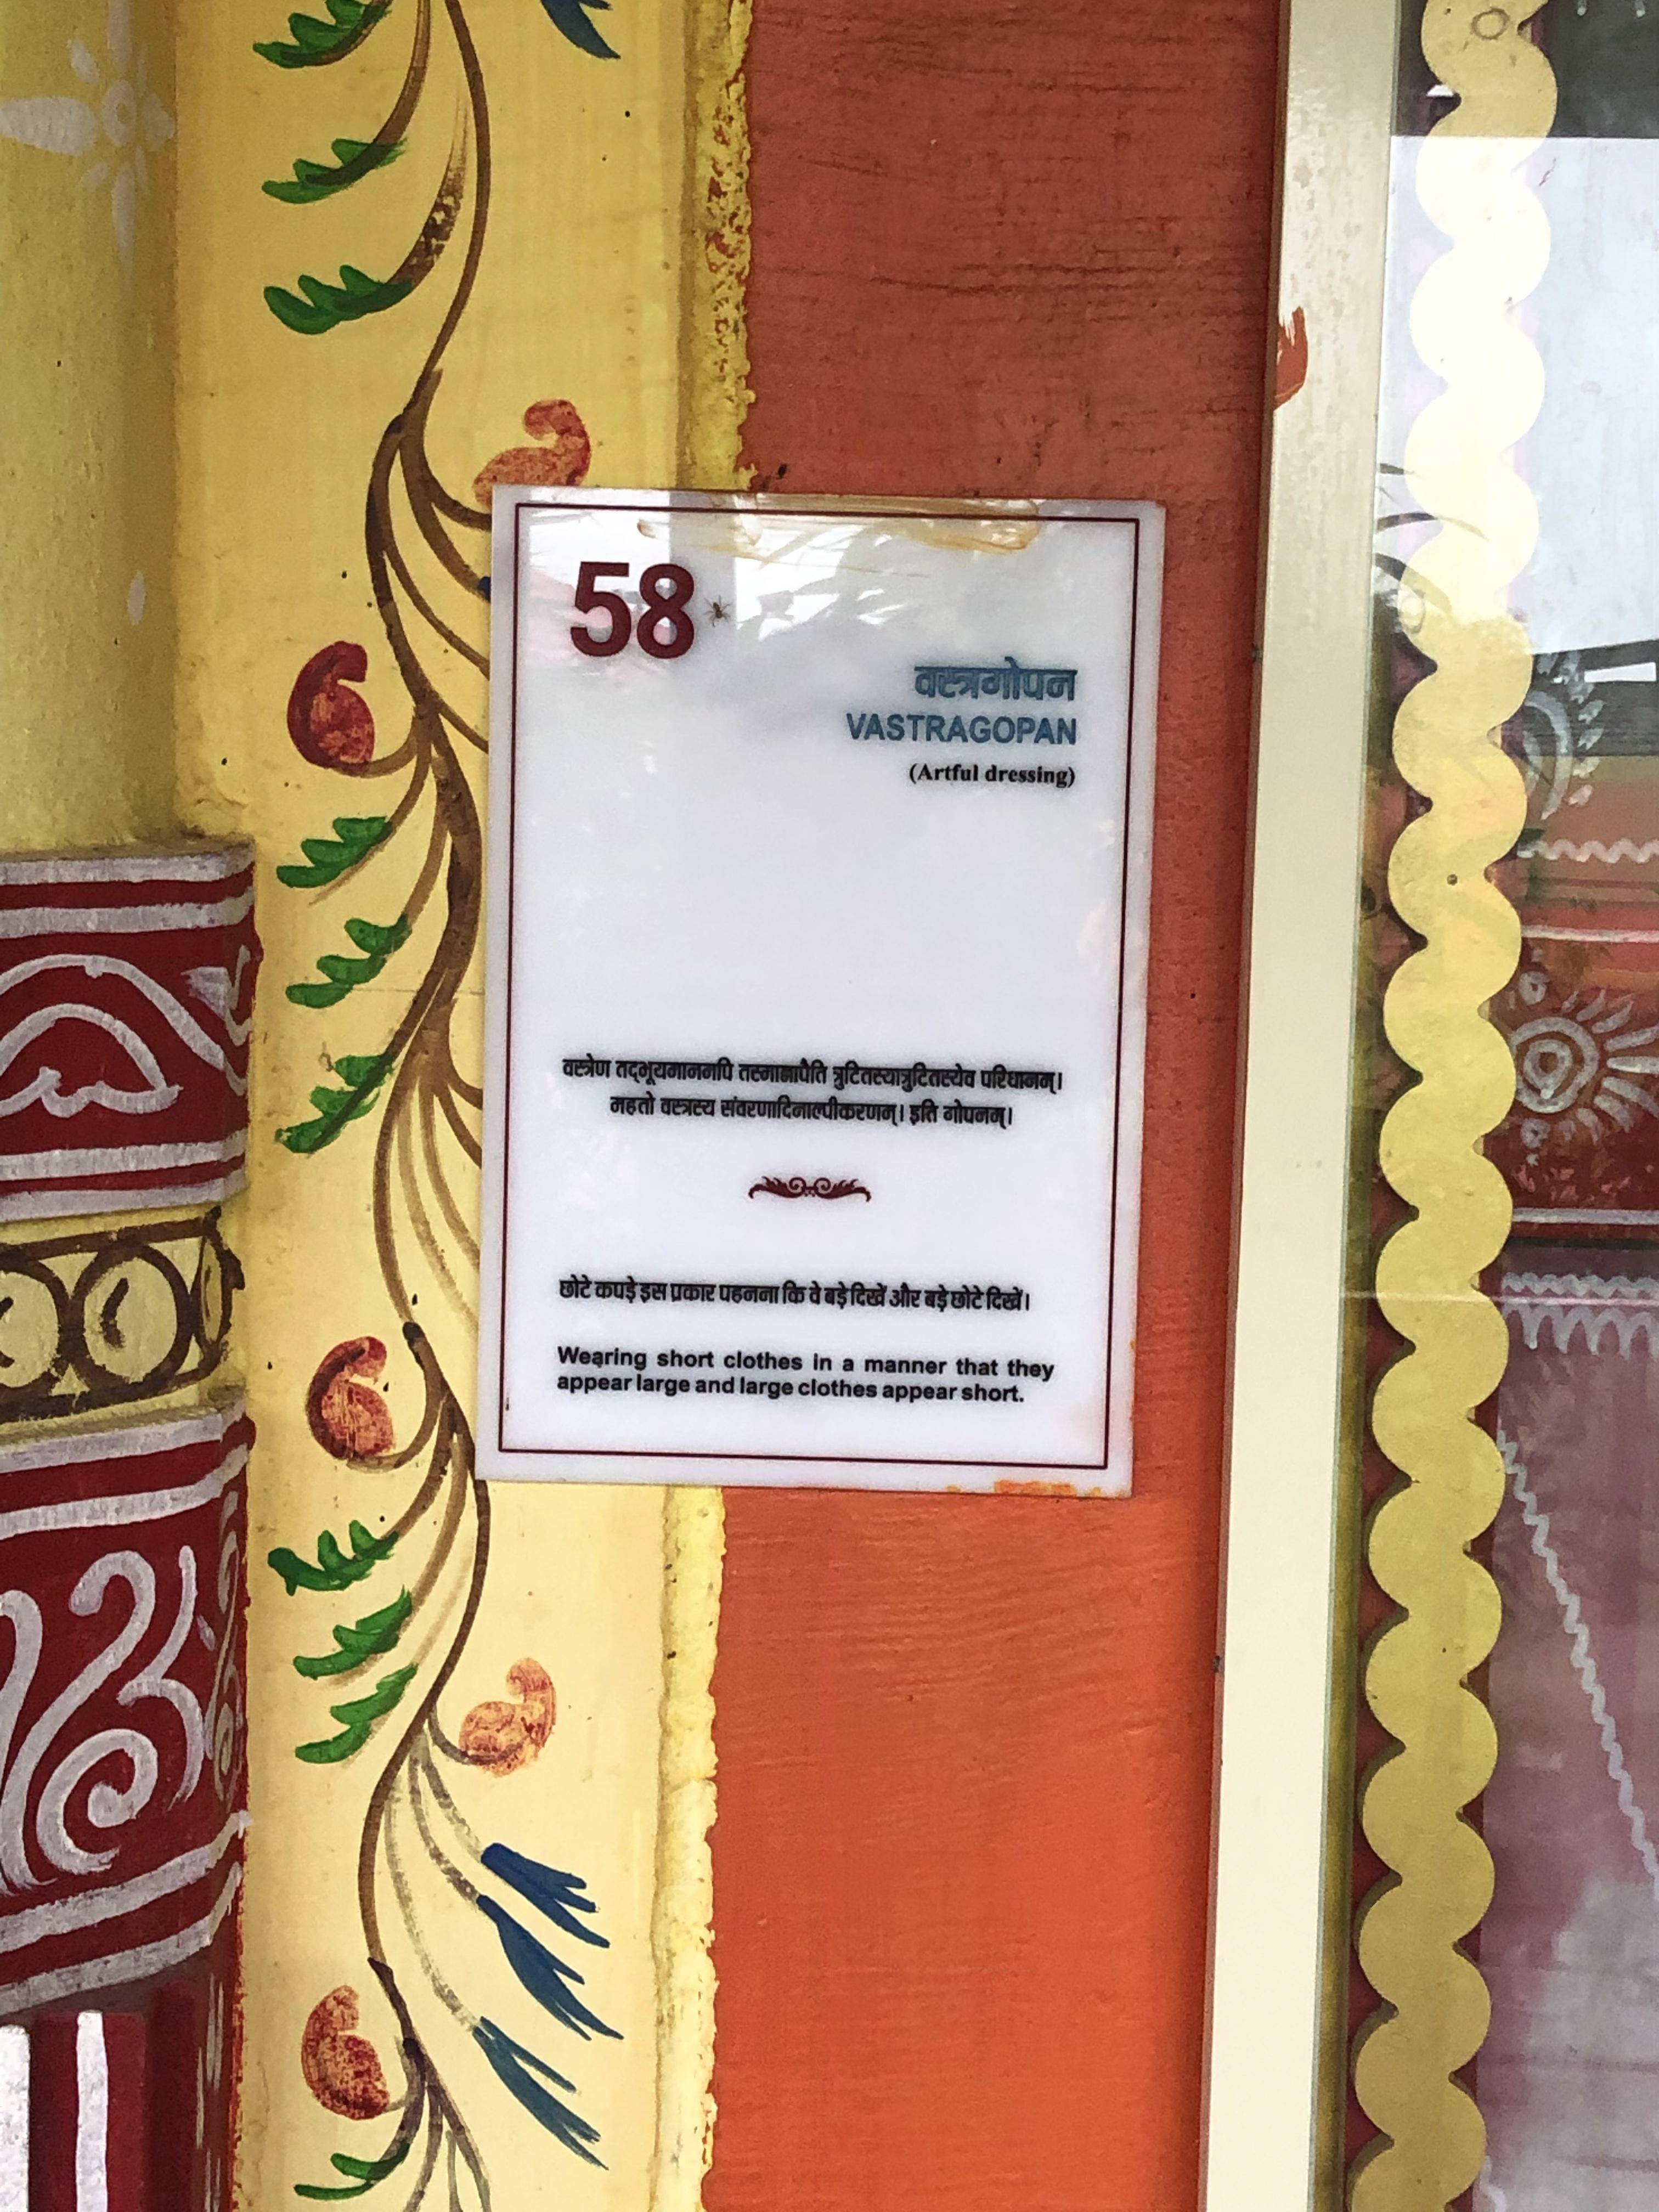 58
वस्त्रगोपन
VASTRAGOPAN
(Artful dressing)
वस्त्रेण तद्भूयमाननपि तस्मान्नापैति त्रुटितस्यात्रुटितस्येव परिधानम्।
महतो वस्त्रस्य संवरणादिनाल्पीकरणम्। इति गोपनम्।
छोटे कपड़े इस प्रकार पहनना कि वे बड़े दिखें और बड़े छोटे दिखें।
Wearing short clothes in a manner that they
appear large and large clothes appear short.